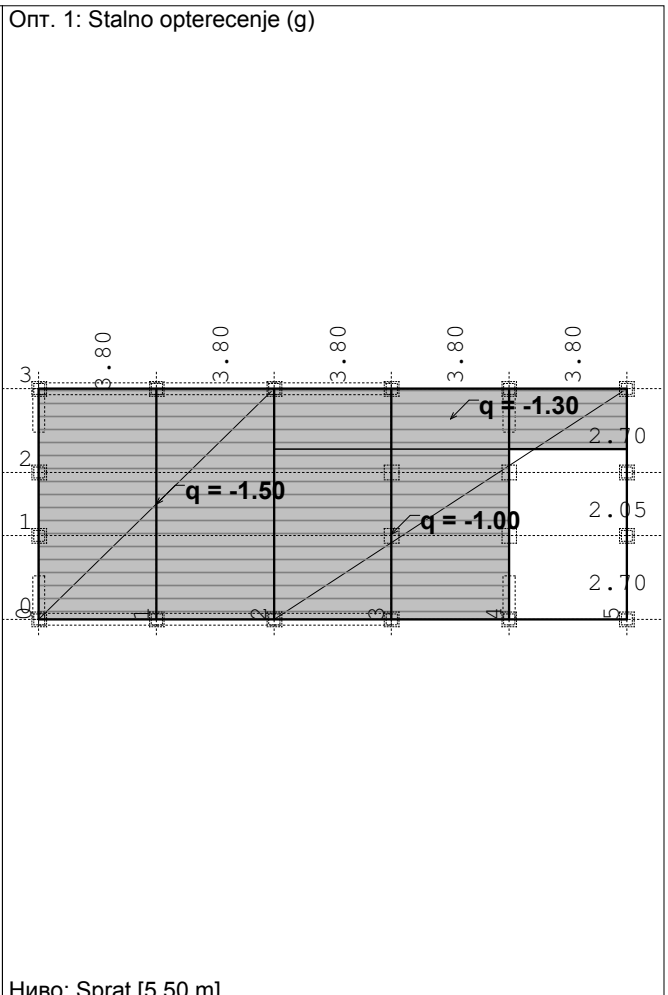 Опт. 1: Stalno opterecenje (g)
3.80 3.80 3.80 3.80 3.80
3
q = -1.30
2.70
2
q = -1.50
2.05
1
q = -1.00
2.70
0
0 1 2 3 4 5
Ниво: Sprat [5.50 m]